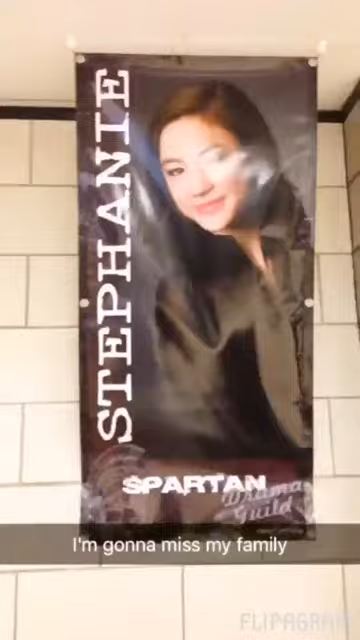 STEPHANIE
SPARTAN
Drama
Guild
I'm gonna miss my family
FLIPAGRAM